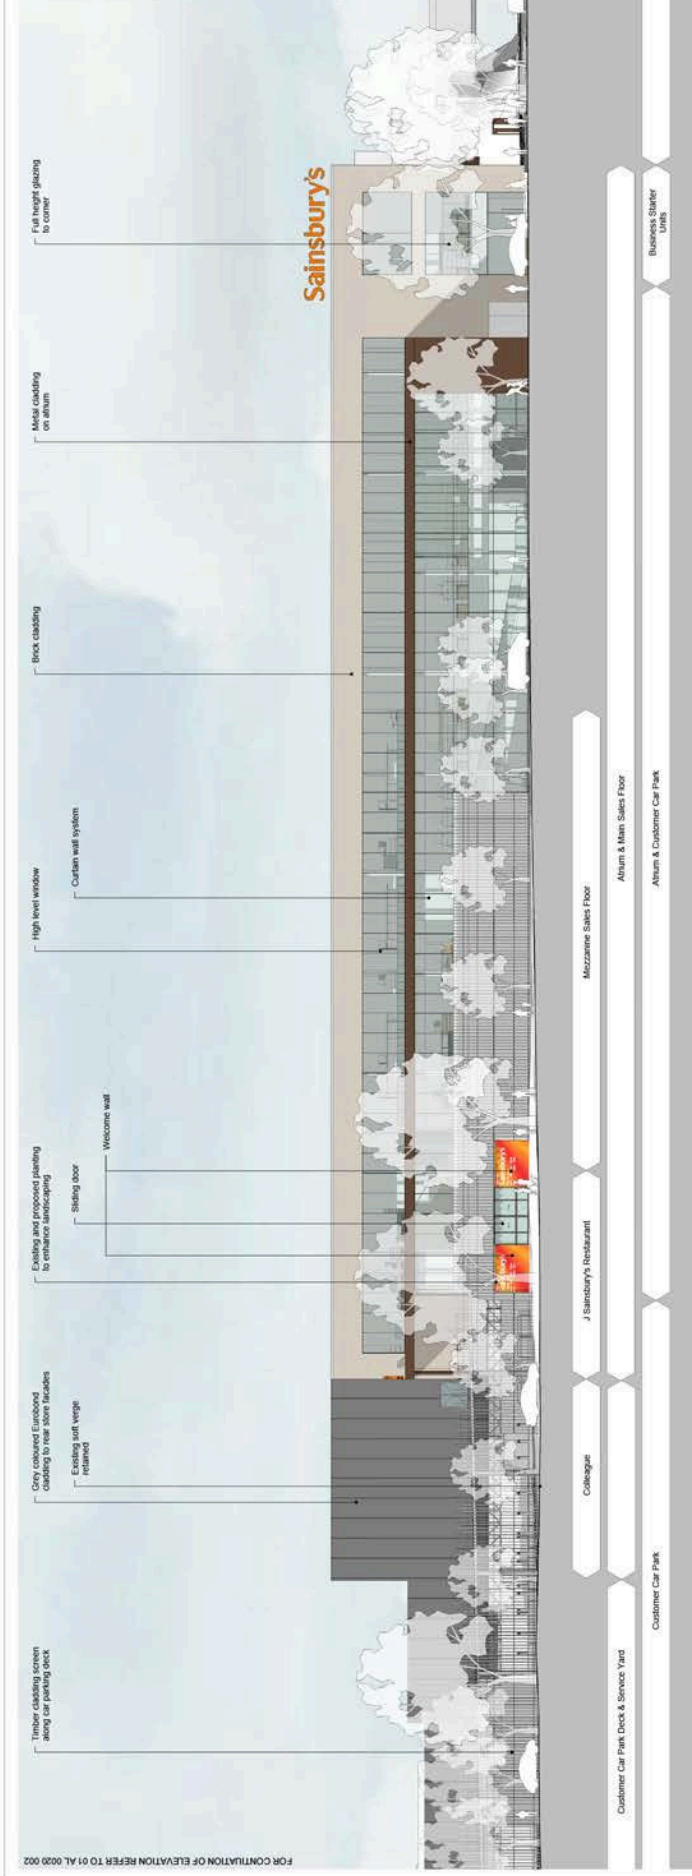 FOR CONTIUATION OF ELEVATION REFER TO 01 AL 0020 002
Timber cladding screen
along car parking deck
Grey coloured Eurobond
cladding to rear store facades
Existing soft verge
retained
Existing and proposed planting
to enhance landscaping
Sliding door
Welcome wall
High level window
Curtain wall system
Brick cladding
Metal cladding
on atrium
Full height glazing
to corner
Sainsbury's
Colleague
J Sainsbury's Restaurant
Mezzanine Sales Floor
Customer Car Park Deck & Service Yard
Atrium & Main Sales Floor
Customer Car Park
Atrium & Customer Car Park
Business Starter
Units